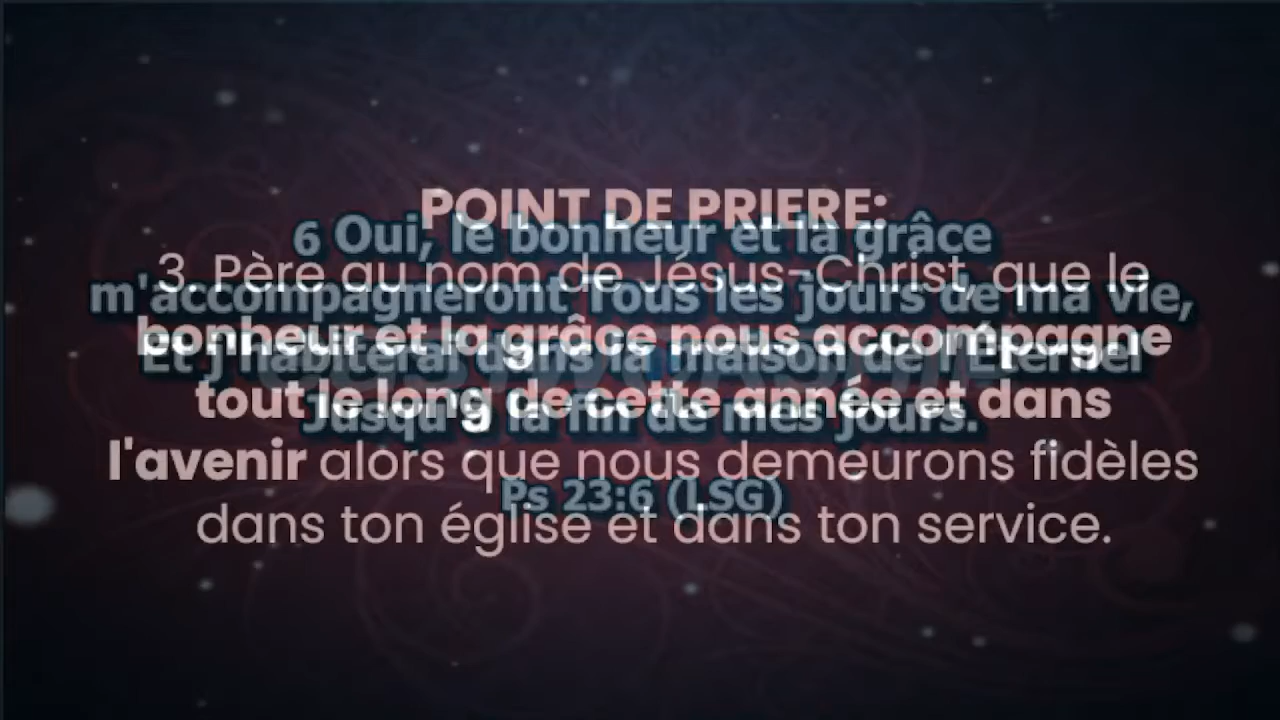 POINT DE PRIERE:
3. Père au nom de Jésus-Christ, que le
bonheur et la grâce nous accompagne
tout le long de cette année et dans
l'avenir alors que nous demeurons fidèles
dans ton église et dans ton service.
6 Oui, le bonheur et la grâce
m'accompagneront Tous les jours de ma vie,
Et j'habiterai dans la maison de l'Éternel
Jusqu'à la fin de mes jours.
Ps 23:6 (LSG)